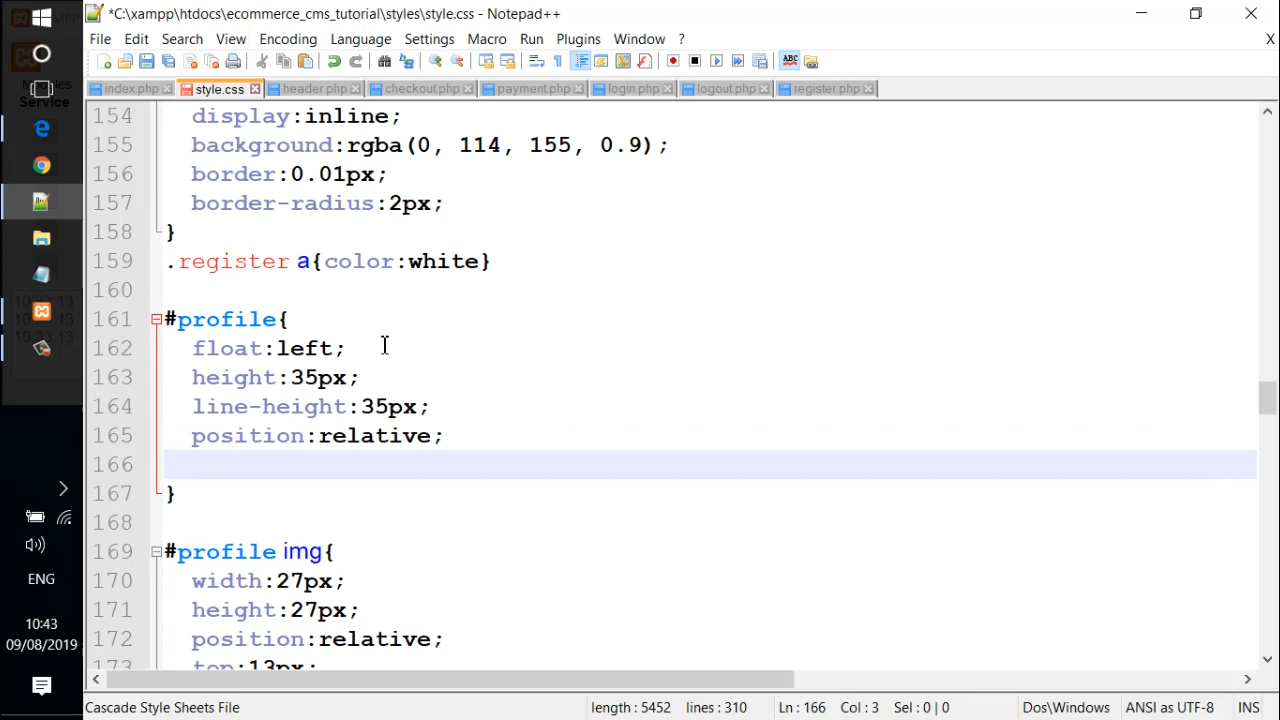 *C:\xampp\htdocs\ecommerce_cms_tutorial\styles\style.css - Notepad++
File Edit Search View Encoding Language Settings Macro Run Plugins Window ? X
index.php style.css header.php checkout.php payment.php login.php logout.php register.php
154 display:inline;
155 background:rgba(0, 114, 155, 0.9);
156 border:0.01px;
157 border-radius:2px;
158 }
159 .register a{color:white}
160
161 #profile{
162 float:left;
163 height:35px;
164 line-height:35px;
165 position:relative;
166
167 }
168
169 #profile img{
170 width:27px;
171 height:27px;
172 position:relative;
173 top:13px;
Service
ENG
10:43
09/08/2019
Cascade Style Sheets File length : 5452 lines : 310 Ln : 166 Col : 3 Sel : 0 | 0 Dos\Windows ANSI as UTF-8 INS